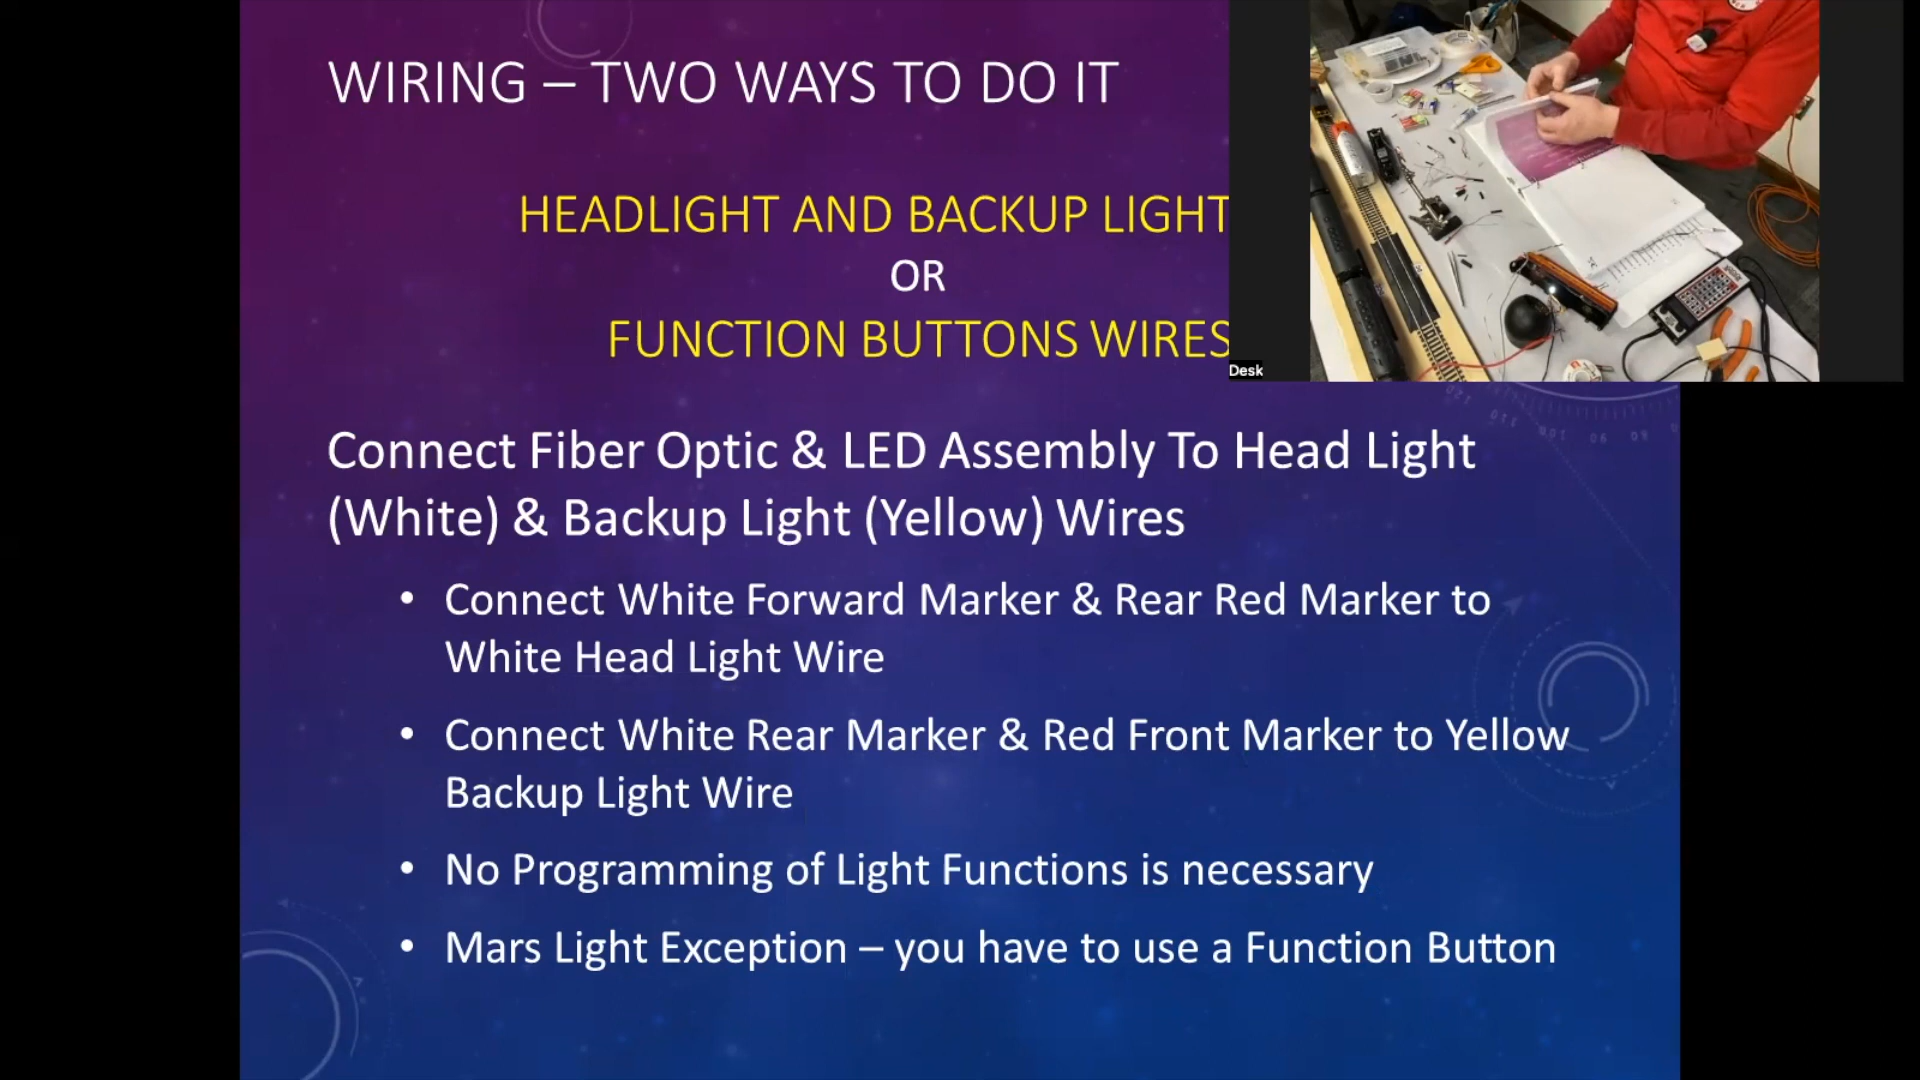 WIRING – TWO WAYS TO DO IT
HEADLIGHT AND BACKUP LIGHT
OR
FUNCTION BUTTONS WIRES
Desk
Connect Fiber Optic & LED Assembly To Head Light
(White) & Backup Light (Yellow) Wires
• Connect White Forward Marker & Rear Red Marker to
White Head Light Wire
• Connect White Rear Marker & Red Front Marker to Yellow
Backup Light Wire
• No Programming of Light Functions is necessary
• Mars Light Exception – you have to use a Function Button